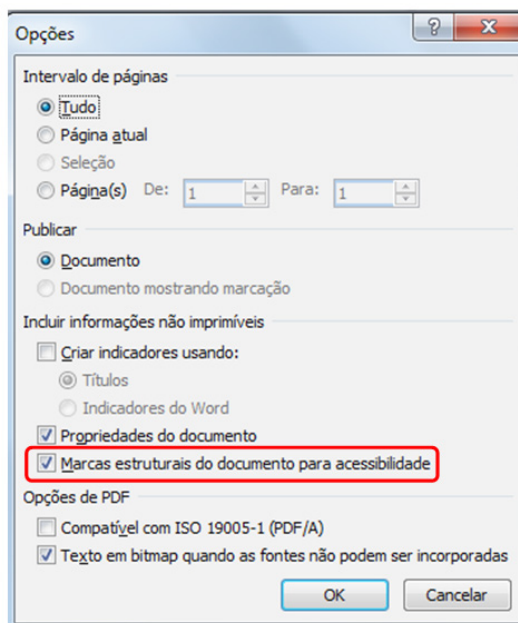 Opções
Intervalo de páginas
Tudo
Página atual
Seleção
Página(s) De: 1 Para: 1
Publicar
Documento
Documento mostrando marcação
Incluir informações não imprimíveis
Criar indicadores usando:
Títulos
Indicadores do Word
Propriedades do documento
Marcas estruturais do documento para acessibilidade
Opções de PDF
Compatível com ISO 19005-1 (PDF/A)
Texto em bitmap quando as fontes não podem ser incorporadas
OK Cancelar